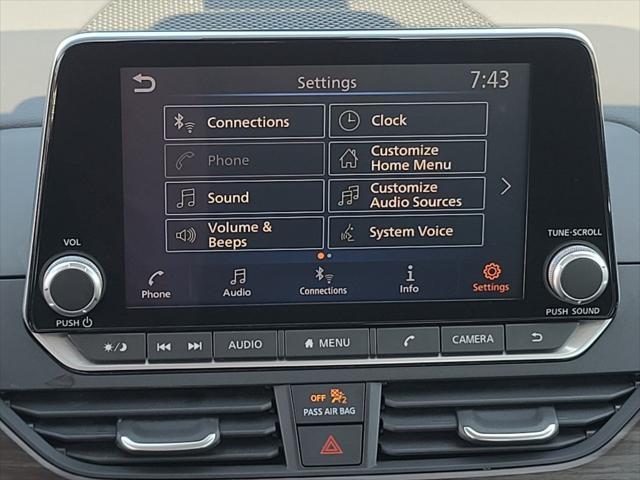 Settings
7:43
Connections
Clock
Phone
Customize
Home Menu
Sound
Customize
Audio Sources
Volume &
Beeps
System Voice
Phone
Audio
Connections
Info
Settings
VOL
PUSH
TUNE·SCROLL
PUSH SOUND
AUDIO
MENU
CAMERA
OFF 2
PASS AIR BAG